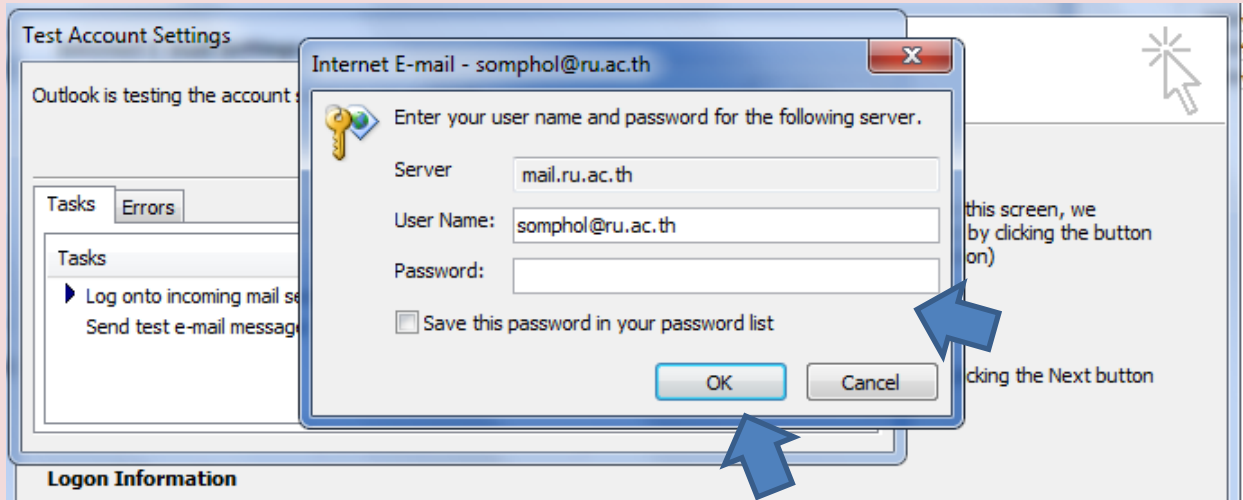 Test Account Settings
Internet E-mail - somphol@ru.ac.th
Outlook is testing the account
Enter your user name and password for the following server.
Server
mail.ru.ac.th
Tasks
Errors
User Name:
somphol@ru.ac.th
this screen, we
by clicking the button
on)
Tasks
Password:
Log onto incoming mail se
Send test e-mail message
Save this password in your password list
OK
Cancel
cking the Next button
Logon Information